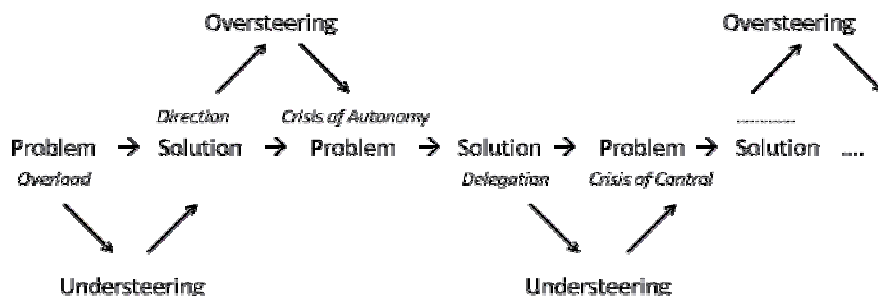 Oversteering Oversteering
Direction Crisis of Autonomy ............
Problem → Solution → Problem → Solution → Problem → Solution ....
Overload Delegation Crisis of Control
Understeering Understeering